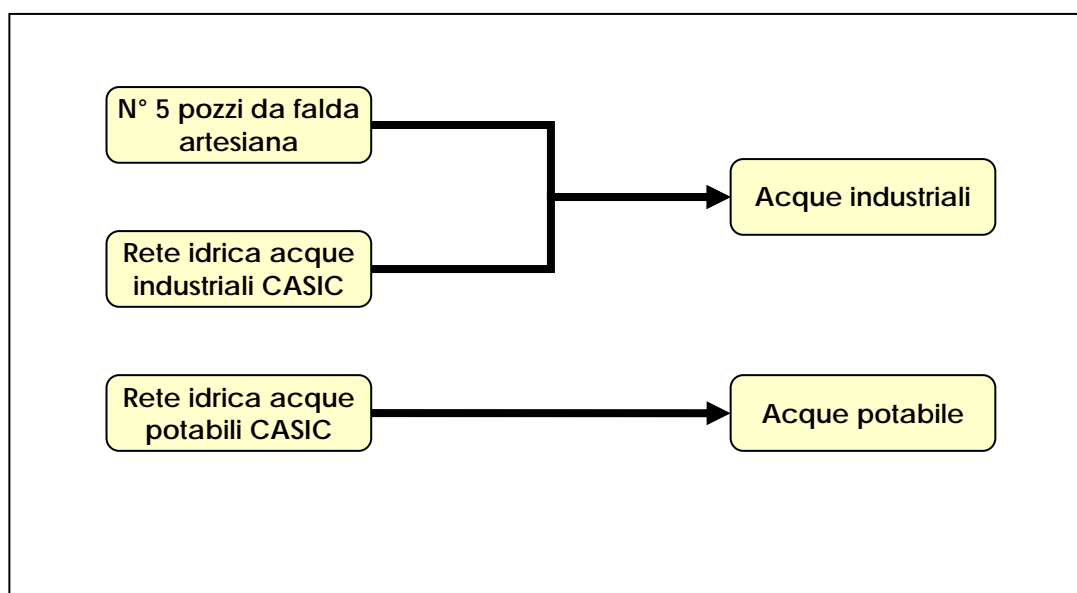 N° 5 pozzi da falda
artesiana
Acque industriali
Rete idrica acque
industriali CASIC
Rete idrica acque
potabili CASIC
Acque potabile